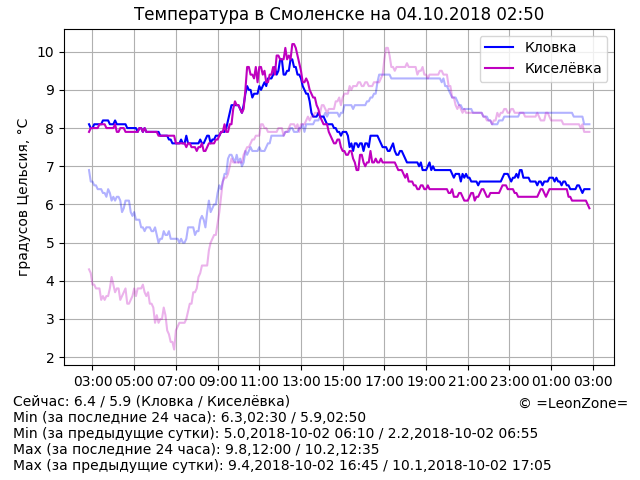 Температура в Смоленске на 04.10.2018 02:50
Кловка
Киселёвка
градусов Цельсия, °C
10
9
8
7
6
5
4
3
2
03:00 05:00 07:00 09:00 11:00 13:00 15:00 17:00 19:00 21:00 23:00 01:00 03:00
Сейчас: 6.4 / 5.9 (Кловка / Киселёвка)
© =LeonZone=
Min (за последние 24 часа): 6.3,02:30 / 5.9,02:50
Min (за предыдущие сутки): 5.0,2018-10-02 06:10 / 2.2,2018-10-02 06:55
Max (за последние 24 часа): 9.8,12:00 / 10.2,12:35
Max (за предыдущие сутки): 9.4,2018-10-02 16:45 / 10.1,2018-10-02 17:05